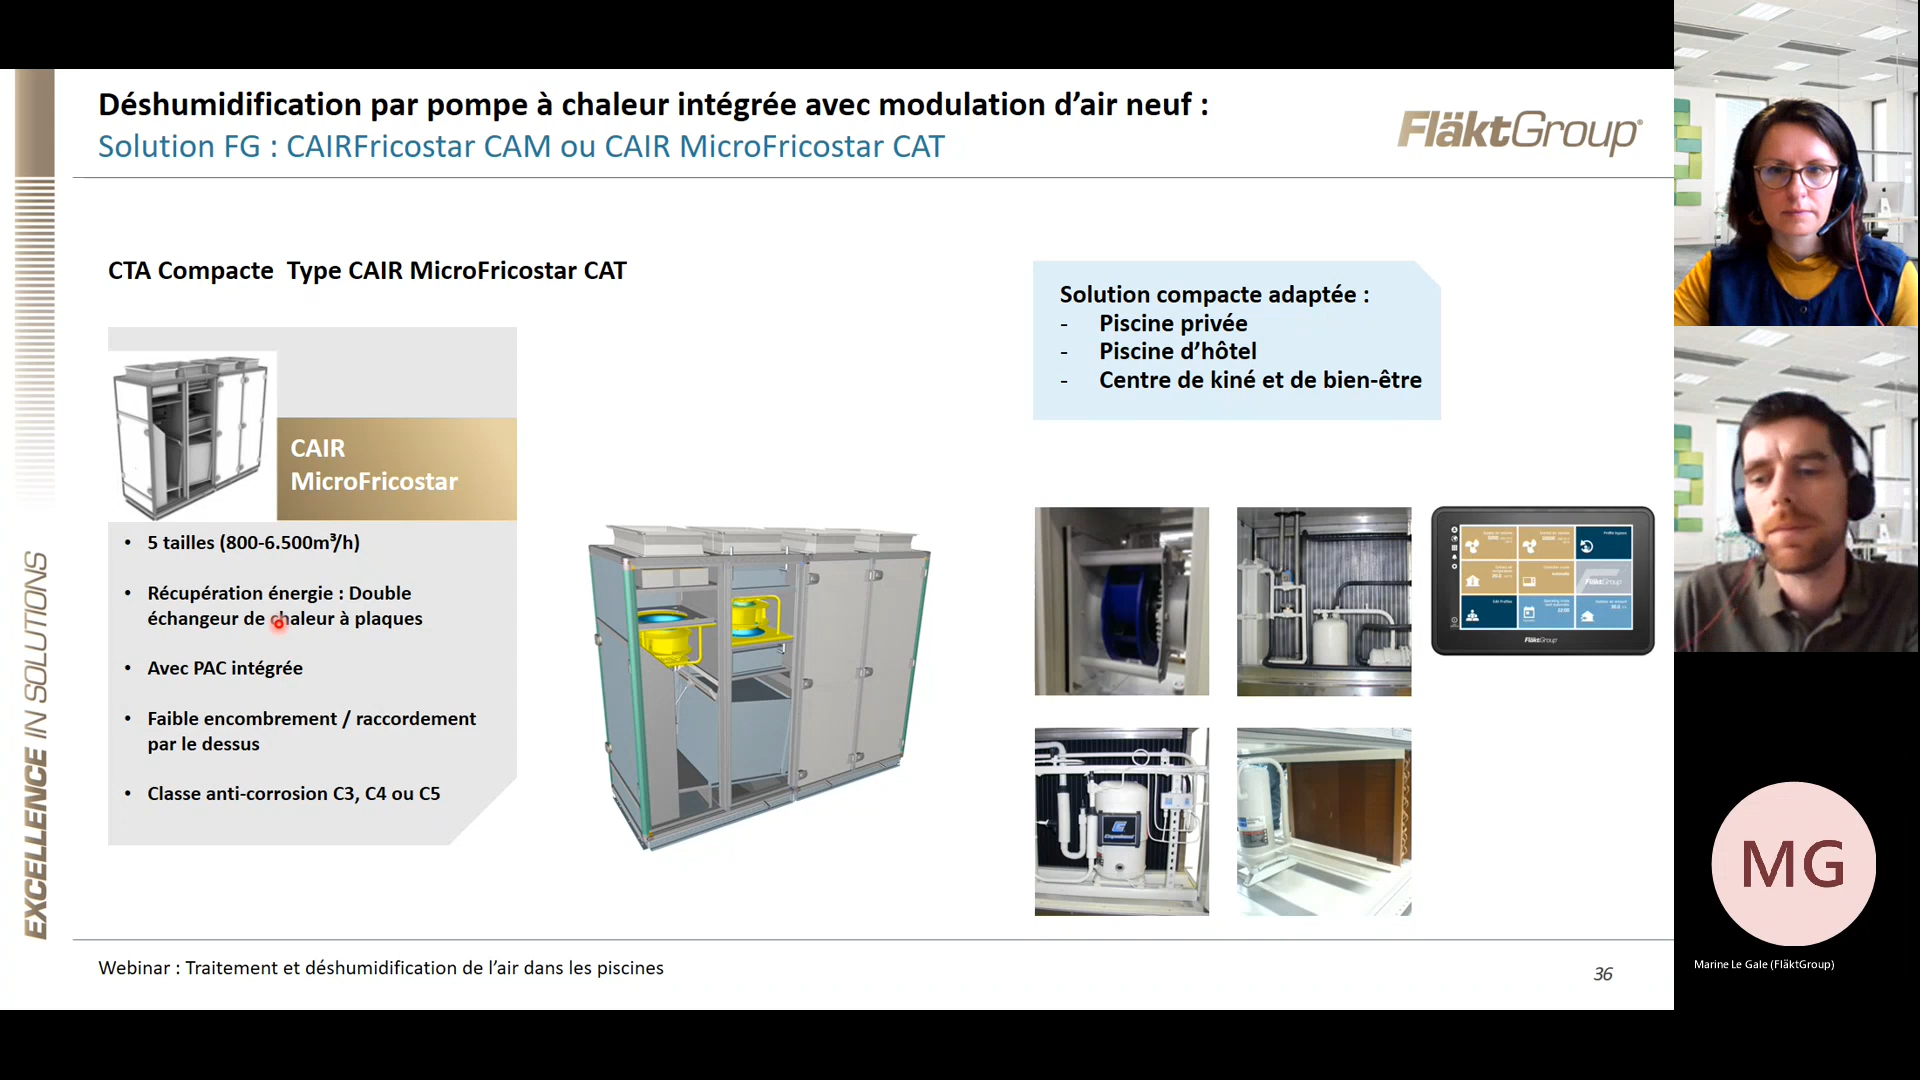 Déshumidification par pompe à chaleur intégrée avec modulation d’air neuf :
Solution FG : CAIRFricostar CAM ou CAIR MicroFricostar CAT
FläktGroup
CTA Compacte  Type CAIR MicroFricostar CAT
CAIR
MicroFricostar
• 5 tailles (800-6.500m³/h)
• Récupération énergie : Double
échangeur de chaleur à plaques
• Avec PAC intégrée
• Faible encombrement / raccordement
par le dessus
• Classe anti-corrosion C3, C4 ou C5
Solution compacte adaptée :
- Piscine privée
- Piscine d’hôtel
- Centre de kiné et de bien-être
FläktGroup
FläktGroup
EXCELLENCE IN SOLUTIONS
Webinar : Traitement et déshumidification de l’air dans les piscines
36
MG
Marine Le Gale (FläktGroup)